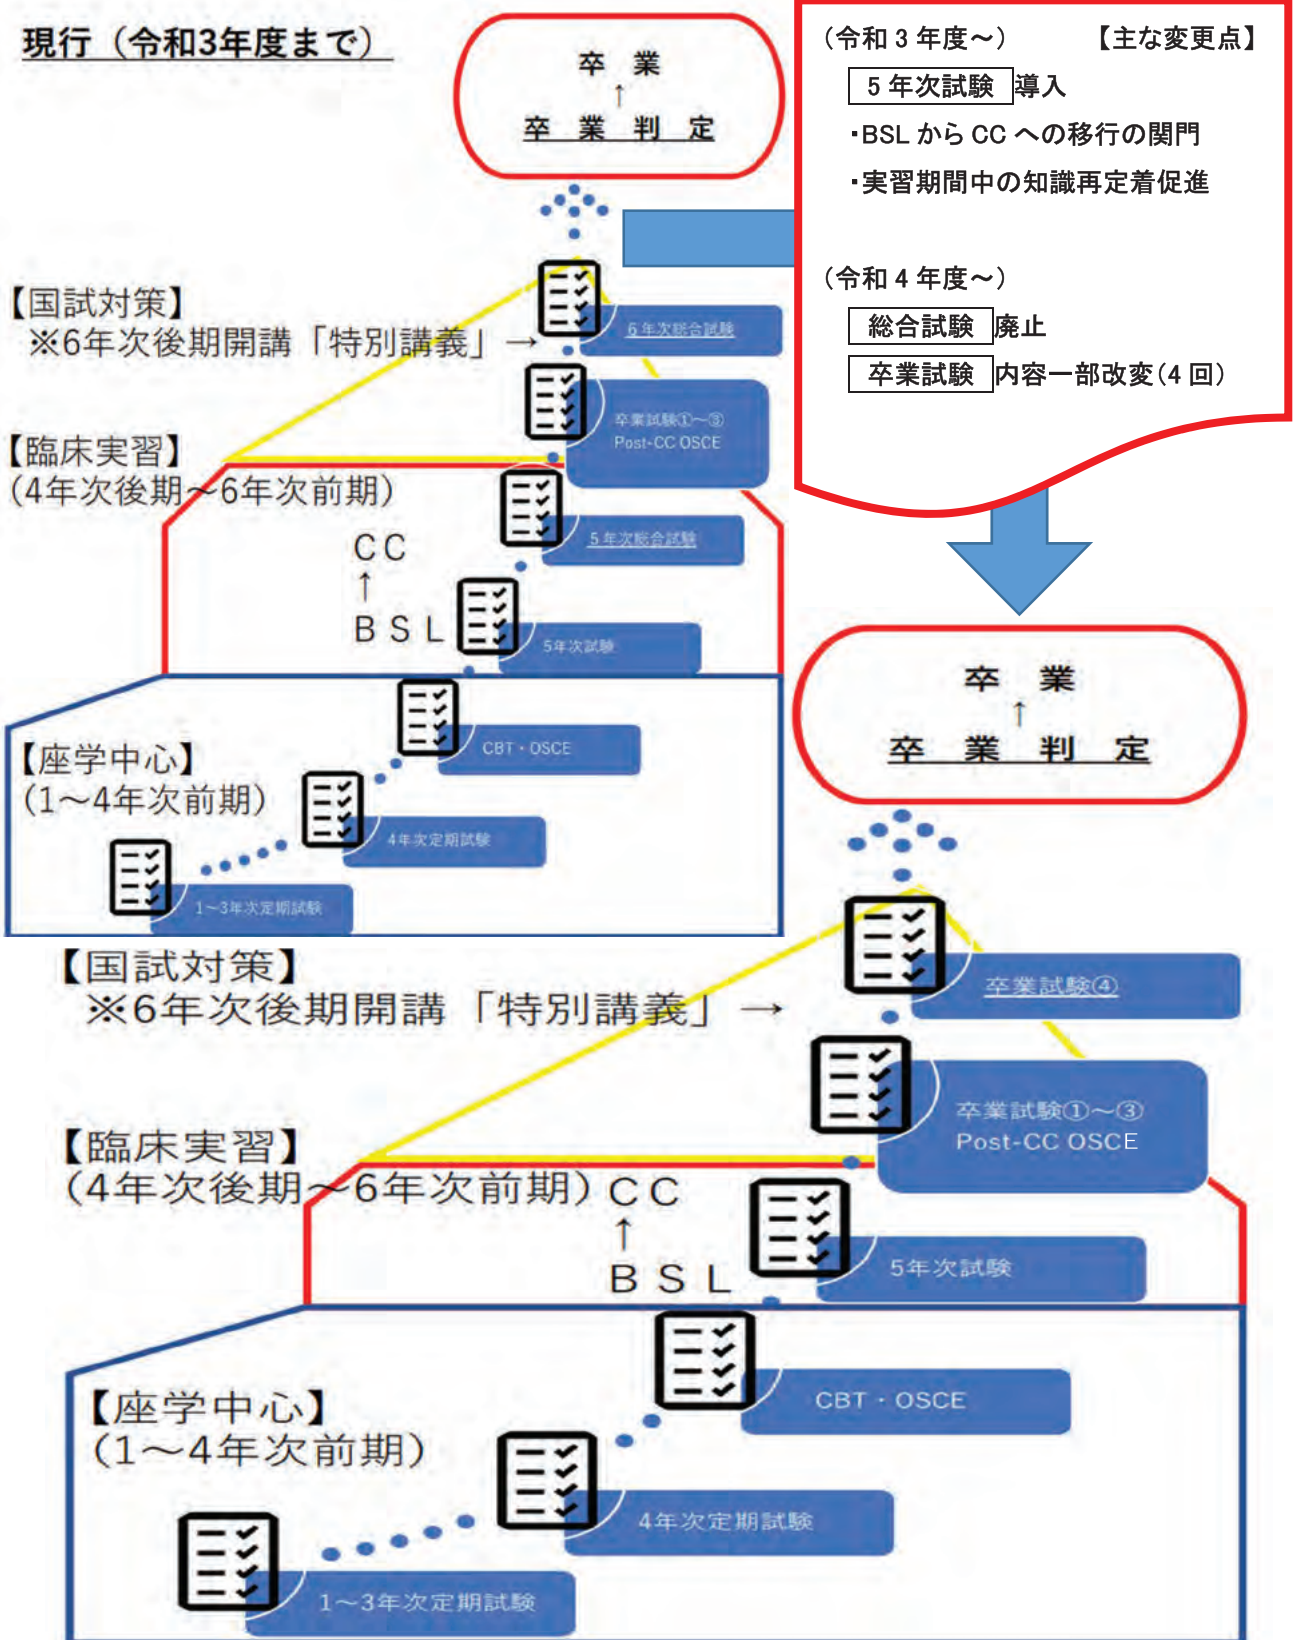 現行（令和3年度まで）
卒 業
↑
卒 業 判 定
【国試対策】
※6年次後期開講「特別講義」→
6年次総合試験
卒業試験①～③
Post-CC OSCE
【臨床実習】
（4年次後期～6年次前期）
5年次総合試験
CC
↑
BSL
5年次試験
【座学中心】
（1～4年次前期）
CBT・OSCE
4年次定期試験
1～3年次定期試験
（令和3年度～） 【主な変更点】
5年次試験 導入
・BSLからCCへの移行の関門
・実習期間中の知識再定着促進
（令和4年度～）
総合試験 廃止
卒業試験 内容一部改変（4回）
卒 業
↑
卒 業 判 定
【国試対策】
※6年次後期開講「特別講義」→
卒業試験④
卒業試験①～③
Post-CC OSCE
【臨床実習】
（4年次後期～6年次前期）
CC
↑
BSL
5年次試験
【座学中心】
（1～4年次前期）
CBT・OSCE
4年次定期試験
1～3年次定期試験